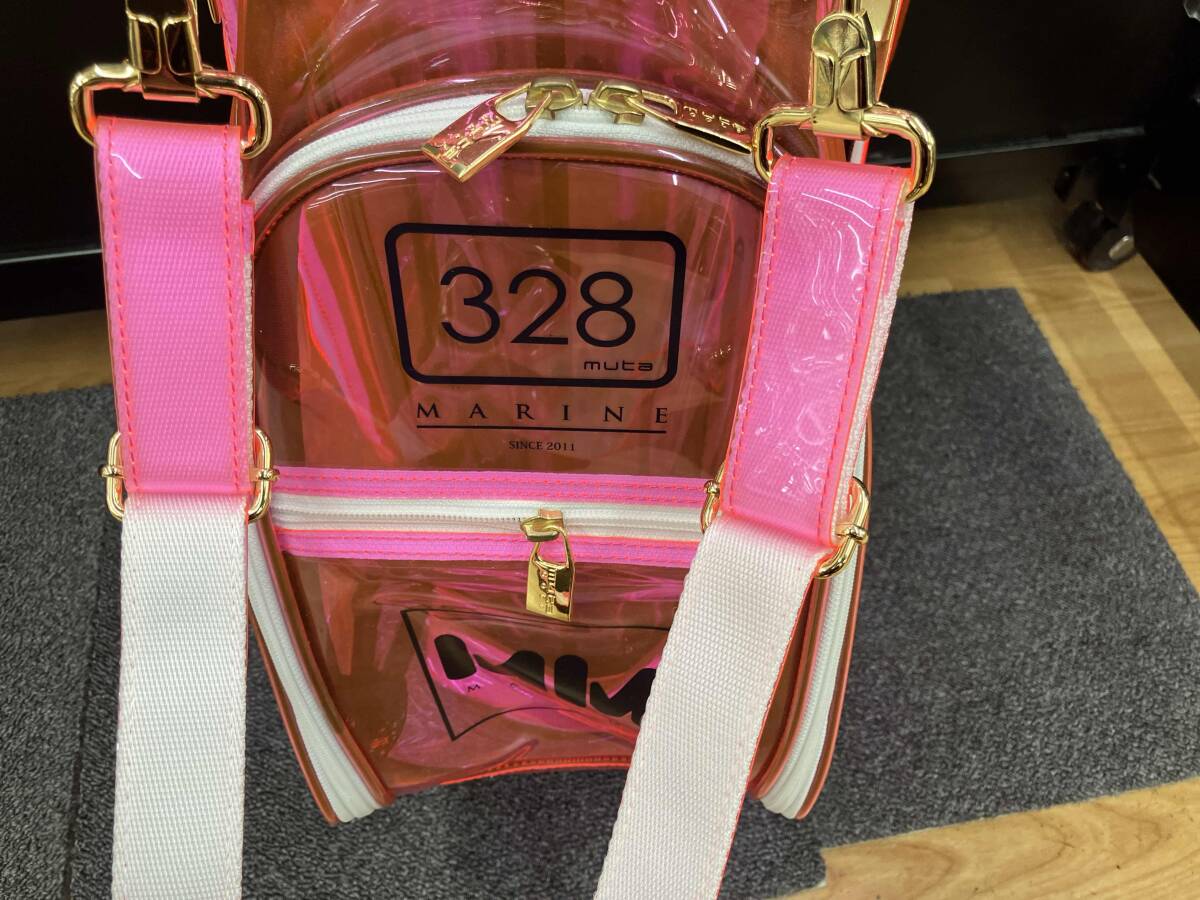 328
muta
MARINE
SINCE 2011